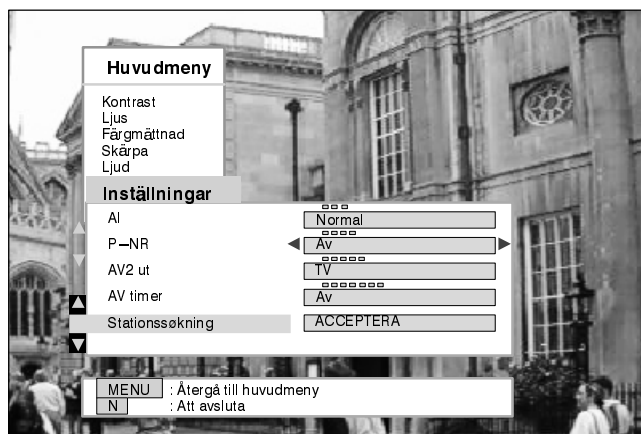 Huvudmeny
Kontrast
Ljus
Färgmättnad
Skärpa
Ljud
Inställningar
AI Normal
P–NR Av
AV2 ut TV
AV timer Av
Stationssøkning ACCEPTERA
MENU : Återgå till huvudmeny
N : Att avsluta